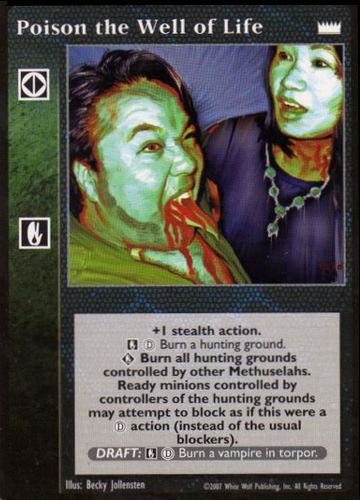 Poison the Well of Life
+1 stealth action.
Ⓓ Burn a hunting ground.
Burn all hunting grounds
controlled by other Methuselahs.
Ready minions controlled by
controllers of the hunting grounds
may attempt to block as if this were a
Ⓓ action (instead of the usual
blockers).
DRAFT: Ⓓ Burn a vampire in torpor.
Illus: Becky Jollensten ©2007 White Wolf Publishing, Inc. All Rights Reserved